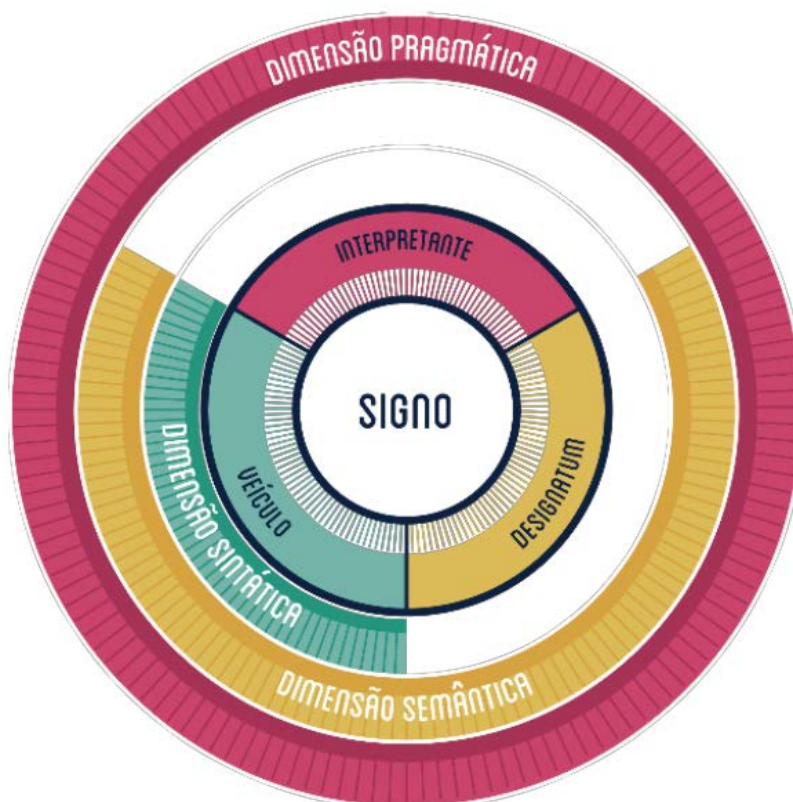 DIMENSÃO PRAGMÁTICA
INTERPRETANTE
SIGNO
VEÍCULO
DESIGNATUM
DIMENSÃO SINTÁTICA
DIMENSÃO SEMÂNTICA